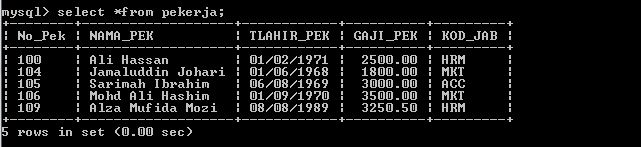 mysql> select *from pekerja;
+--------+-------------------+------------+----------+---------+
| No_Pek | NAMA_PEK          | TLAHIR_PEK | GAJI_PEK | KOD_JAB |
+--------+-------------------+------------+----------+---------+
| 100    | Ali Hassan        | 01/02/1971 | 2500.00  | HRM     |
| 104    | Jamaluddin Johari | 01/06/1968 | 1800.00  | MKT     |
| 105    | Sarimah Ibrahim   | 06/08/1969 | 3000.00  | ACC     |
| 106    | Mohd Ali Hashim   | 01/09/1970 | 3500.00  | MKT     |
| 109    | Alza Mufida Mozi  | 08/08/1989 | 3250.50  | HRM     |
+--------+-------------------+------------+----------+---------+
5 rows in set (0.00 sec)